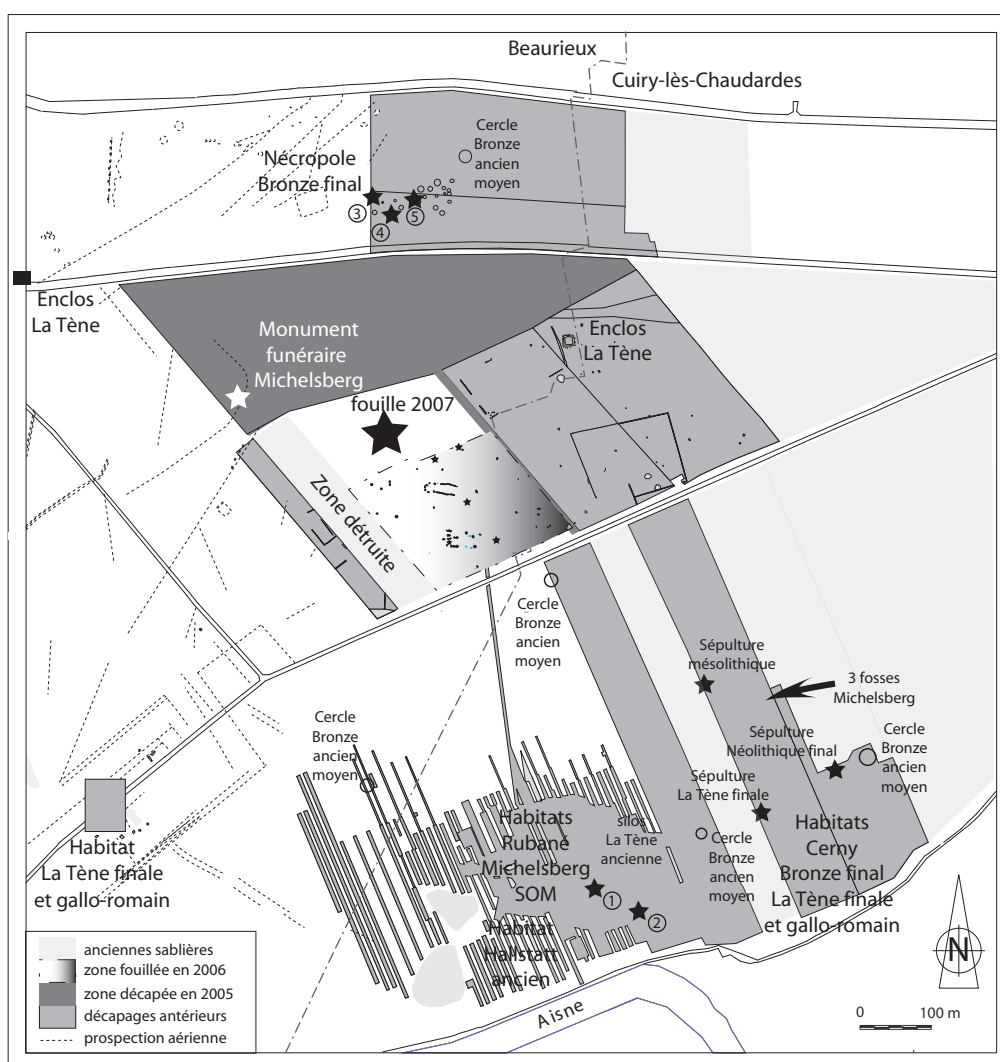 Beaurieux
Cuiry-lès-Chaudardes
Cercle
Bronze
ancien
moyen
Nécropole
Bronze final
3
4
5
Enclos
La Tène
Monument
funéraire
Michelsberg
Enclos
La Tène
fouille 2007
Zone détruite
Cercle
Bronze
ancien
moyen
Sépulture
mésolithique
3 fosses
Michelsberg
Sépulture
Néolithique final
Cercle
Bronze
ancien
moyen
Cercle
Bronze
ancien
moyen
Sépulture
La Tène finale
Habitats
Rubané
Michelsberg
SOM
silos
La Tène
ancienne
Cercle
Bronze
ancien
moyen
Habitats
Cerny
Bronze final
La Tène finale
et gallo-romain
Habitat
La Tène finale
et gallo-romain
1
2
Habitat
Hallstatt
ancien
Aisne
N
0 100 m
anciennes sablières
zone fouillée en 2006
zone décapée en 2005
décapages antérieurs
prospection aérienne